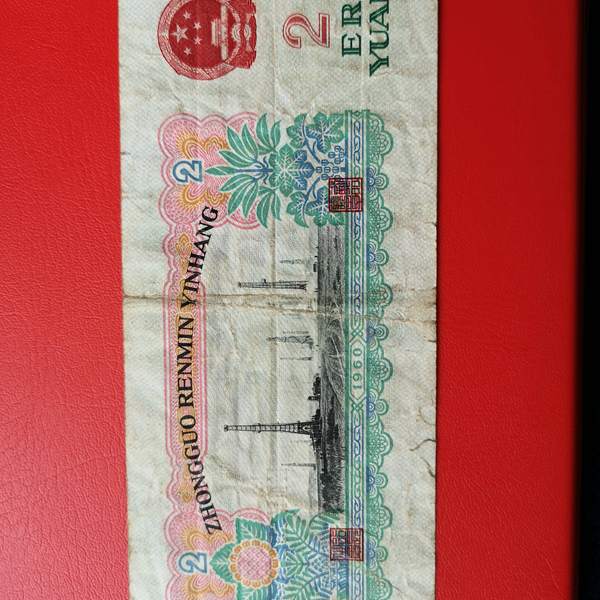 ZHONGGUO RENMIN YINHANG
2
2
2
ER
YUAN
1960